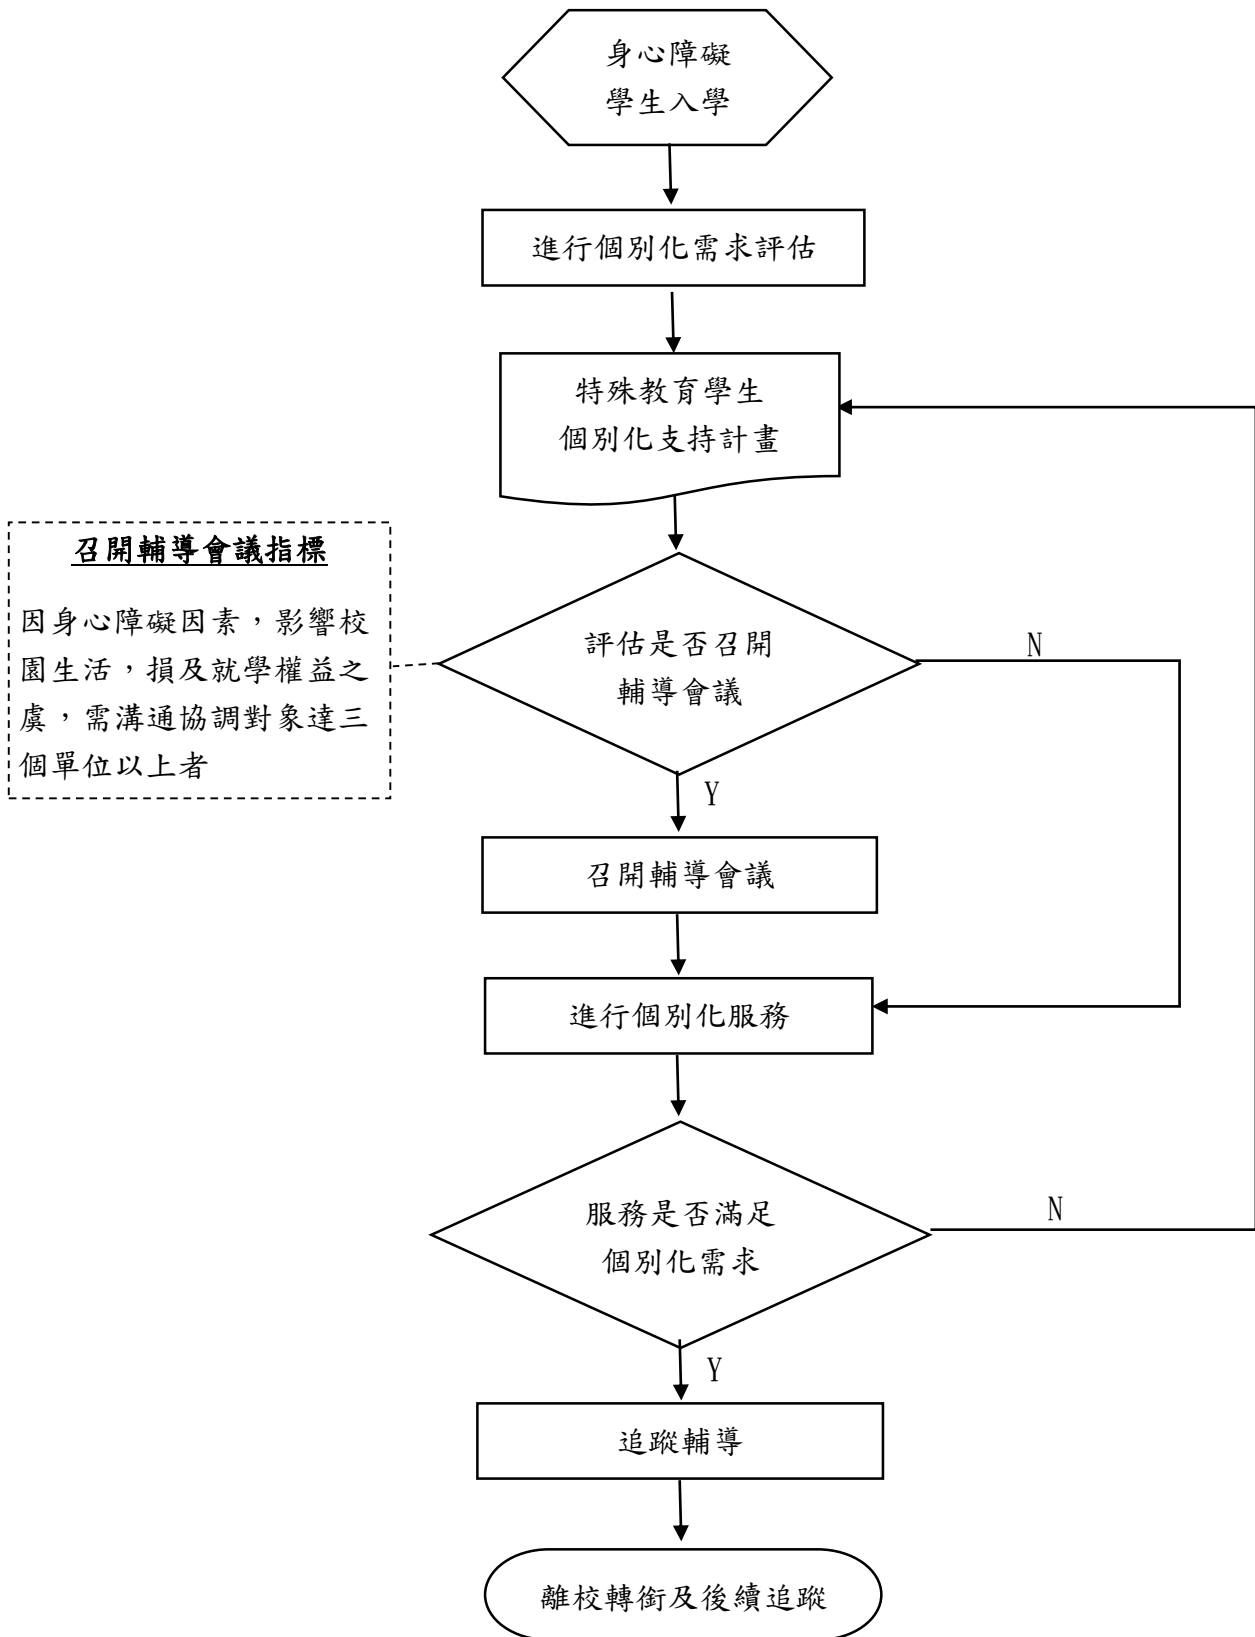 身心障礙
學生入學
進行個別化需求評估
特殊教育學生
個別化支持計畫
召開輔導會議指標
因身心障礙因素，影響校
園生活，損及就學權益之
虞，需溝通協調對象達三
個單位以上者
評估是否召開
輔導會議
N
Y
召開輔導會議
進行個別化服務
服務是否滿足
個別化需求
N
Y
追蹤輔導
離校轉銜及後續追蹤